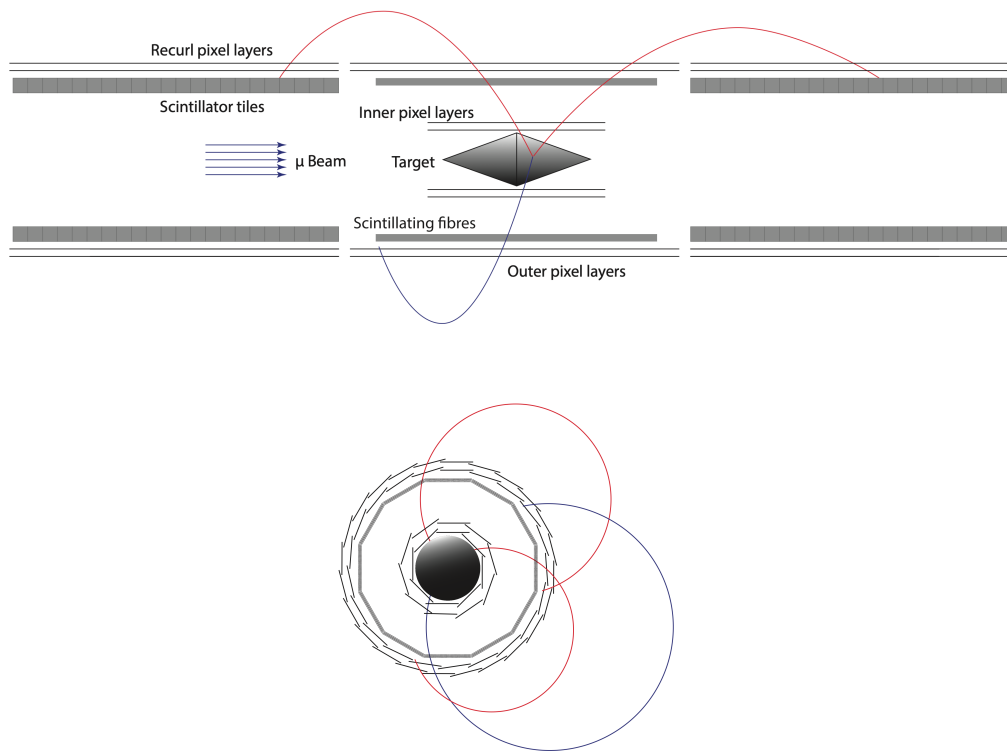 Recurl pixel layers
Scintillator tiles
Inner pixel layers
μ Beam
Target
Scintillating fibres
Outer pixel layers